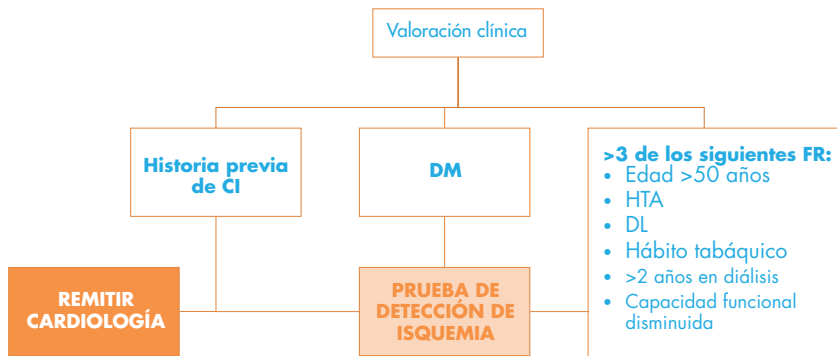 Valoración clínica
Historia previa
de CI
DM
>3 de los siguientes FR:
• Edad >50 años
• HTA
• DL
• Hábito tabáquico
• >2 años en diálisis
• Capacidad funcional
disminuida
REMITIR
CARDIOLOGÍA
PRUEBA DE
DETECCIÓN DE
ISQUEMIA